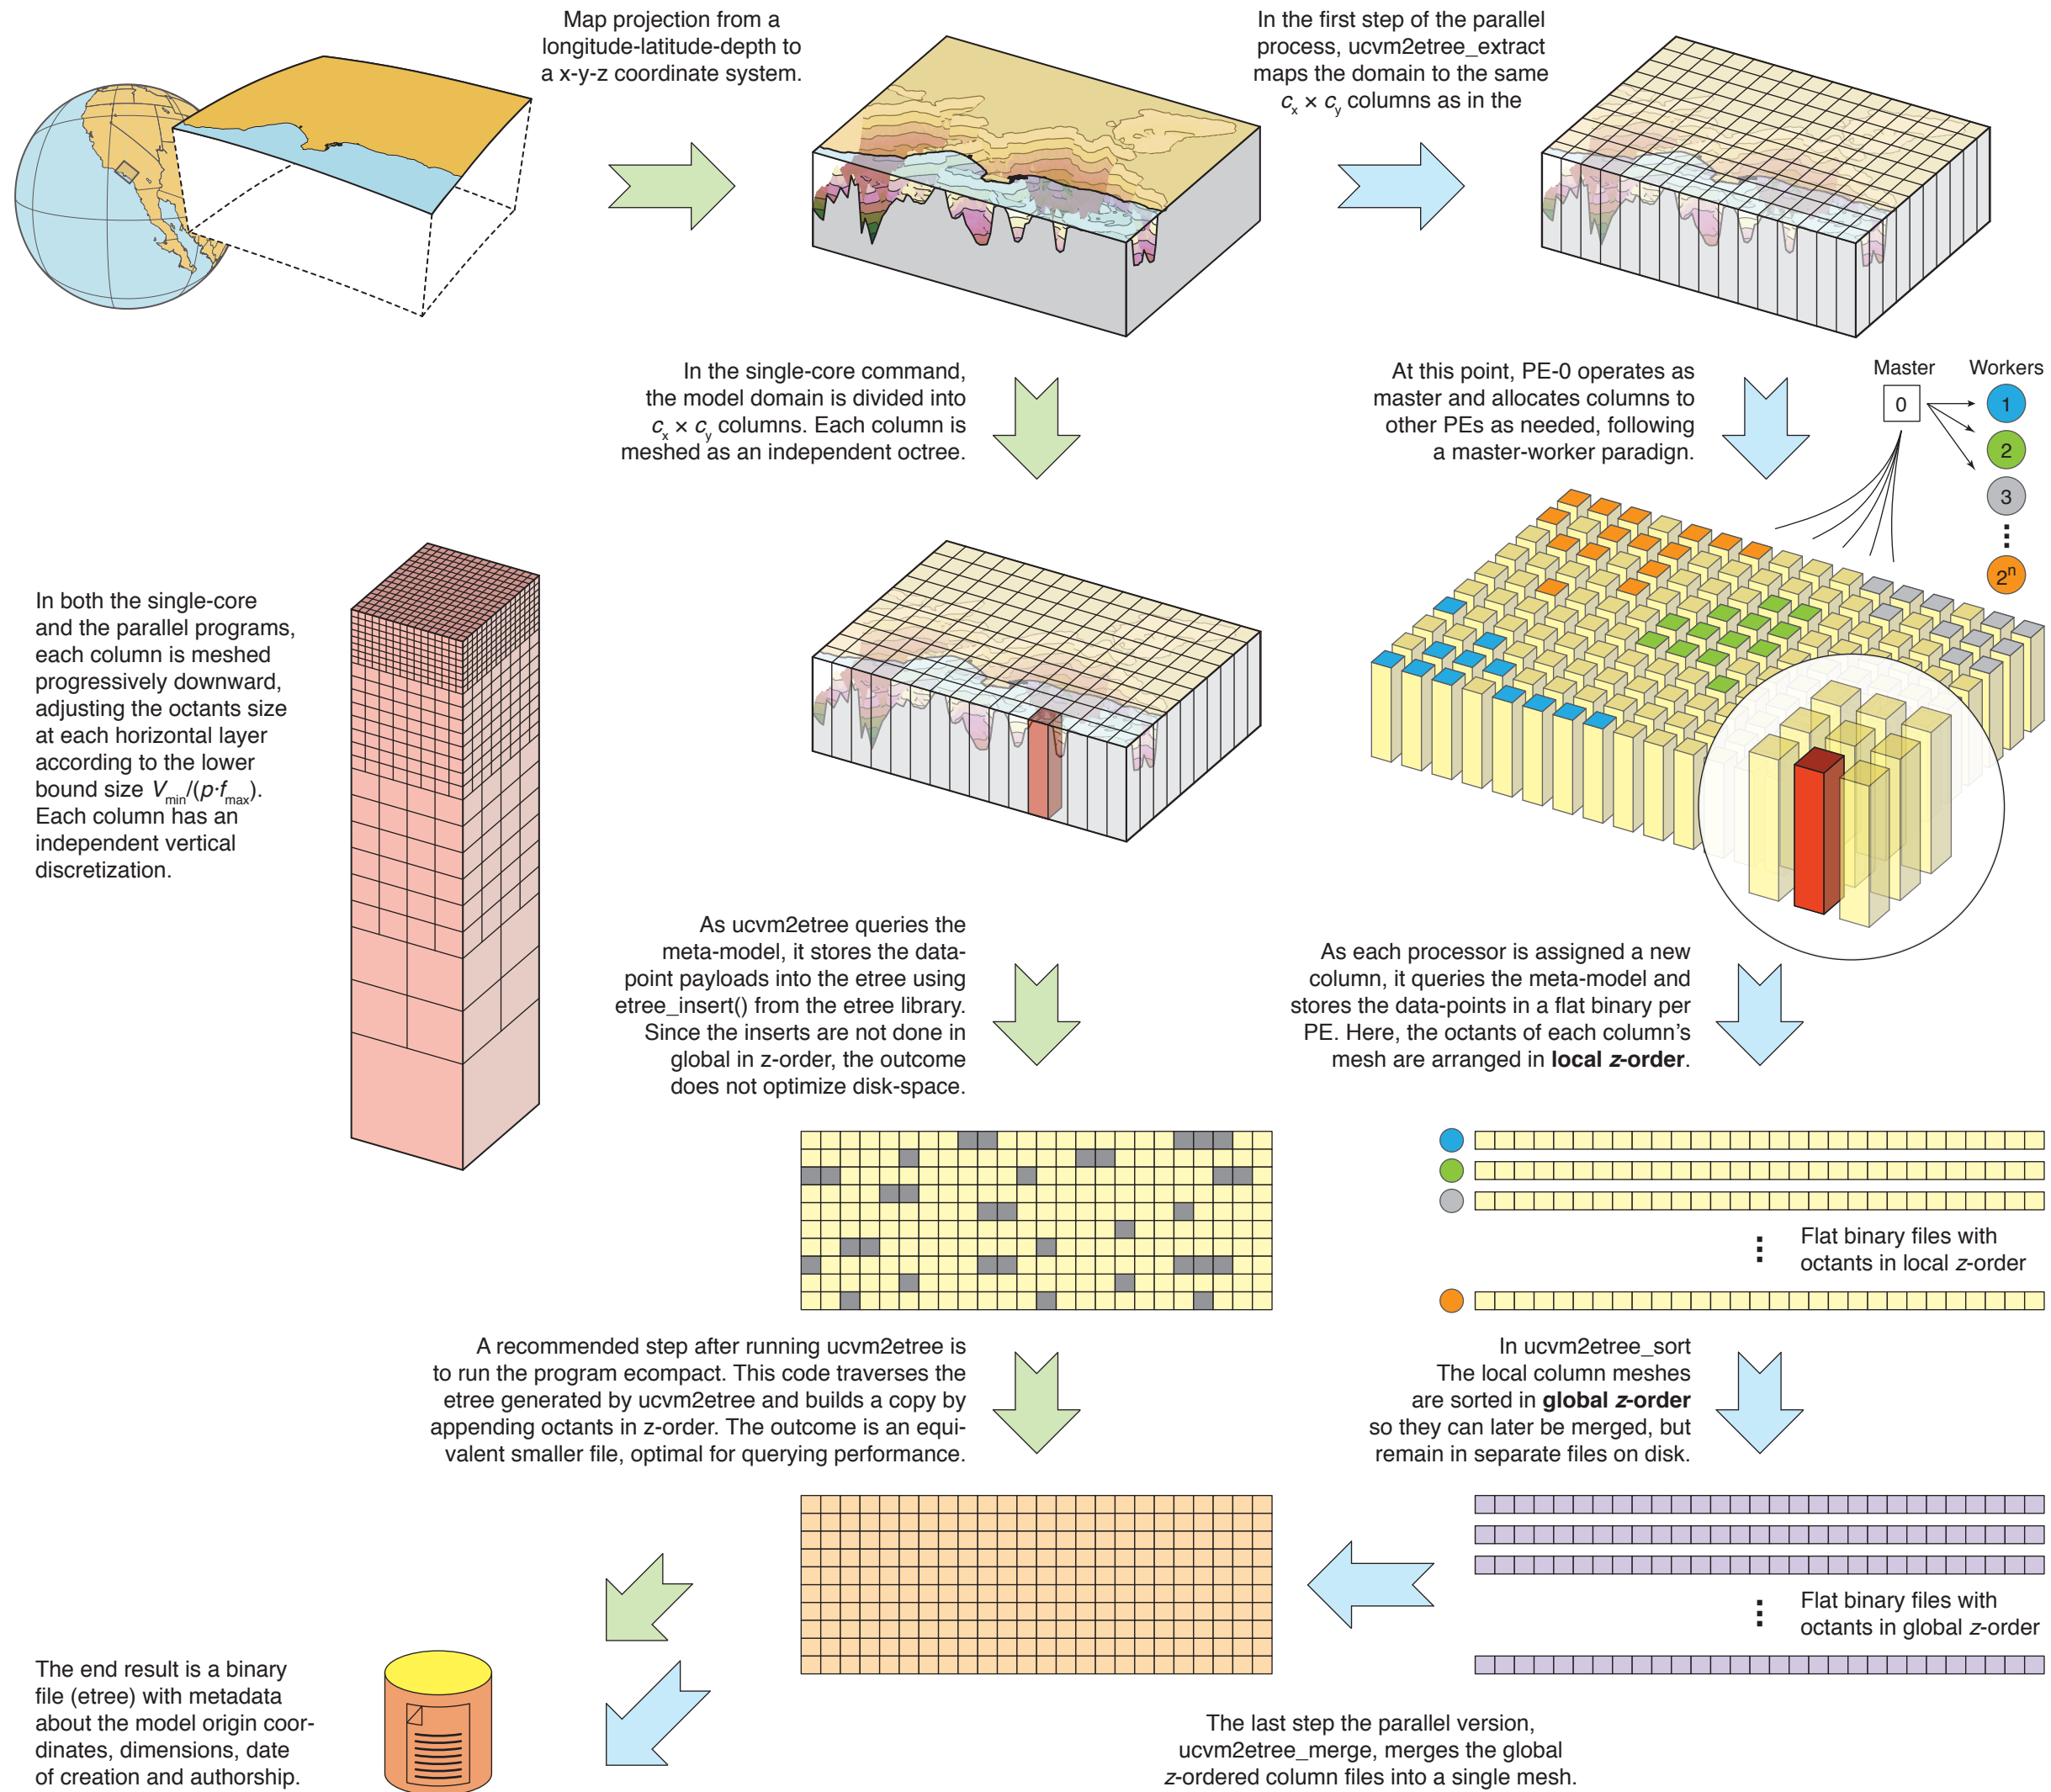 Map projection from a
longitude-latitude-depth to
a x-y-z coordinate system.
In the first step of the parallel
process, ucvm2etree_extract
maps the domain to the same
cx × cy columns as in the
In the single-core command,
the model domain is divided into
cx × cy columns. Each column is
meshed as an independent octree.
At this point, PE-0 operates as
master and allocates columns to
other PEs as needed, following
a master-worker paradign.
Master
Workers
0
1
2
3
2n
In both the single-core
and the parallel programs,
each column is meshed
progressively downward,
adjusting the octants size
at each horizontal layer
according to the lower
bound size Vmin/(p·fmax).
Each column has an
independent vertical
discretization.
As ucvm2etree queries the
meta-model, it stores the data-
point payloads into the etree using
etree_insert() from the etree library.
Since the inserts are not done in
global in z-order, the outcome
does not optimize disk-space.
As each processor is assigned a new
column, it queries the meta-model and
stores the data-points in a flat binary per
PE. Here, the octants of each column’s
mesh are arranged in local z-order.
Flat binary files with
octants in local z-order
A recommended step after running ucvm2etree is
to run the program ecompact. This code traverses the
etree generated by ucvm2etree and builds a copy by
appending octants in z-order. The outcome is an equi-
valent smaller file, optimal for querying performance.
In ucvm2etree_sort
The local column meshes
are sorted in global z-order
so they can later be merged, but
remain in separate files on disk.
Flat binary files with
octants in global z-order
The end result is a binary
file (etree) with metadata
about the model origin coor-
dinates, dimensions, date
of creation and authorship.
The last step the parallel version,
ucvm2etree_merge, merges the global
z-ordered column files into a single mesh.